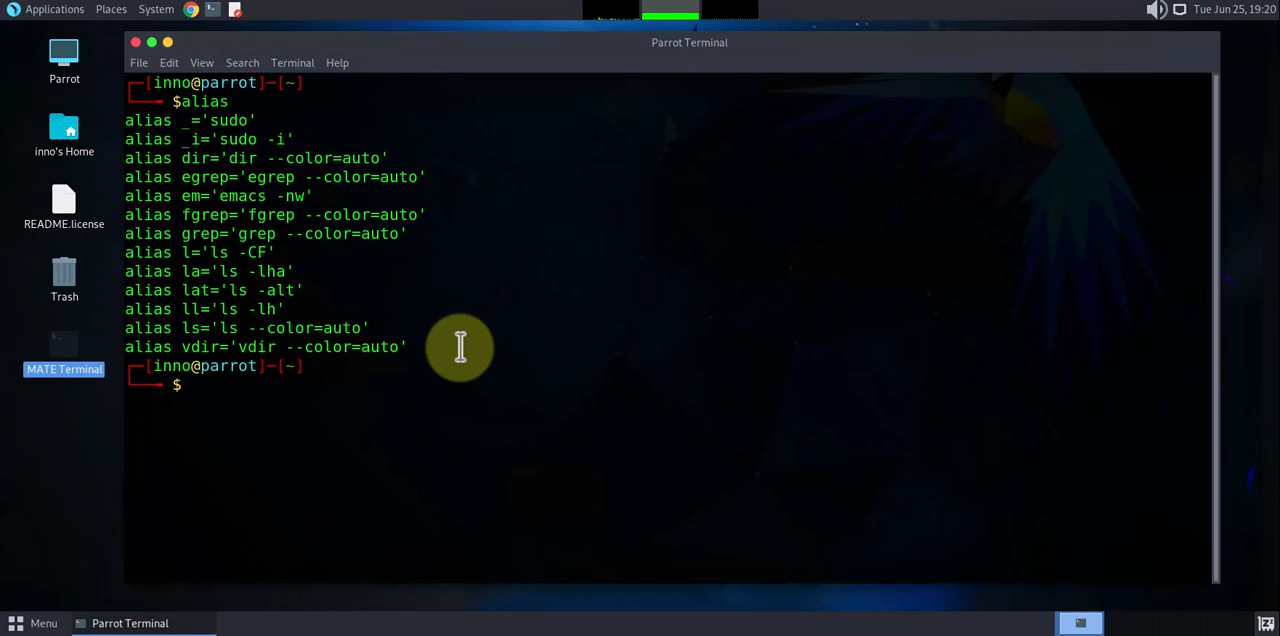 Applications Places System Tue Jun 25, 19:20
Parrot Terminal
File Edit View Search Terminal Help
Parrot
inno's Home
README.license
Trash
MATE Terminal
[inno@parrot]-[~]
$alias
alias _='sudo'
alias _i='sudo -i'
alias dir='dir --color=auto'
alias egrep='egrep --color=auto'
alias em='emacs -nw'
alias fgrep='fgrep --color=auto'
alias grep='grep --color=auto'
alias l='ls -CF'
alias la='ls -lha'
alias lat='ls -alt'
alias ll='ls -lh'
alias ls='ls --color=auto'
alias vdir='vdir --color=auto'
[inno@parrot]-[~]
$
Menu Parrot Terminal